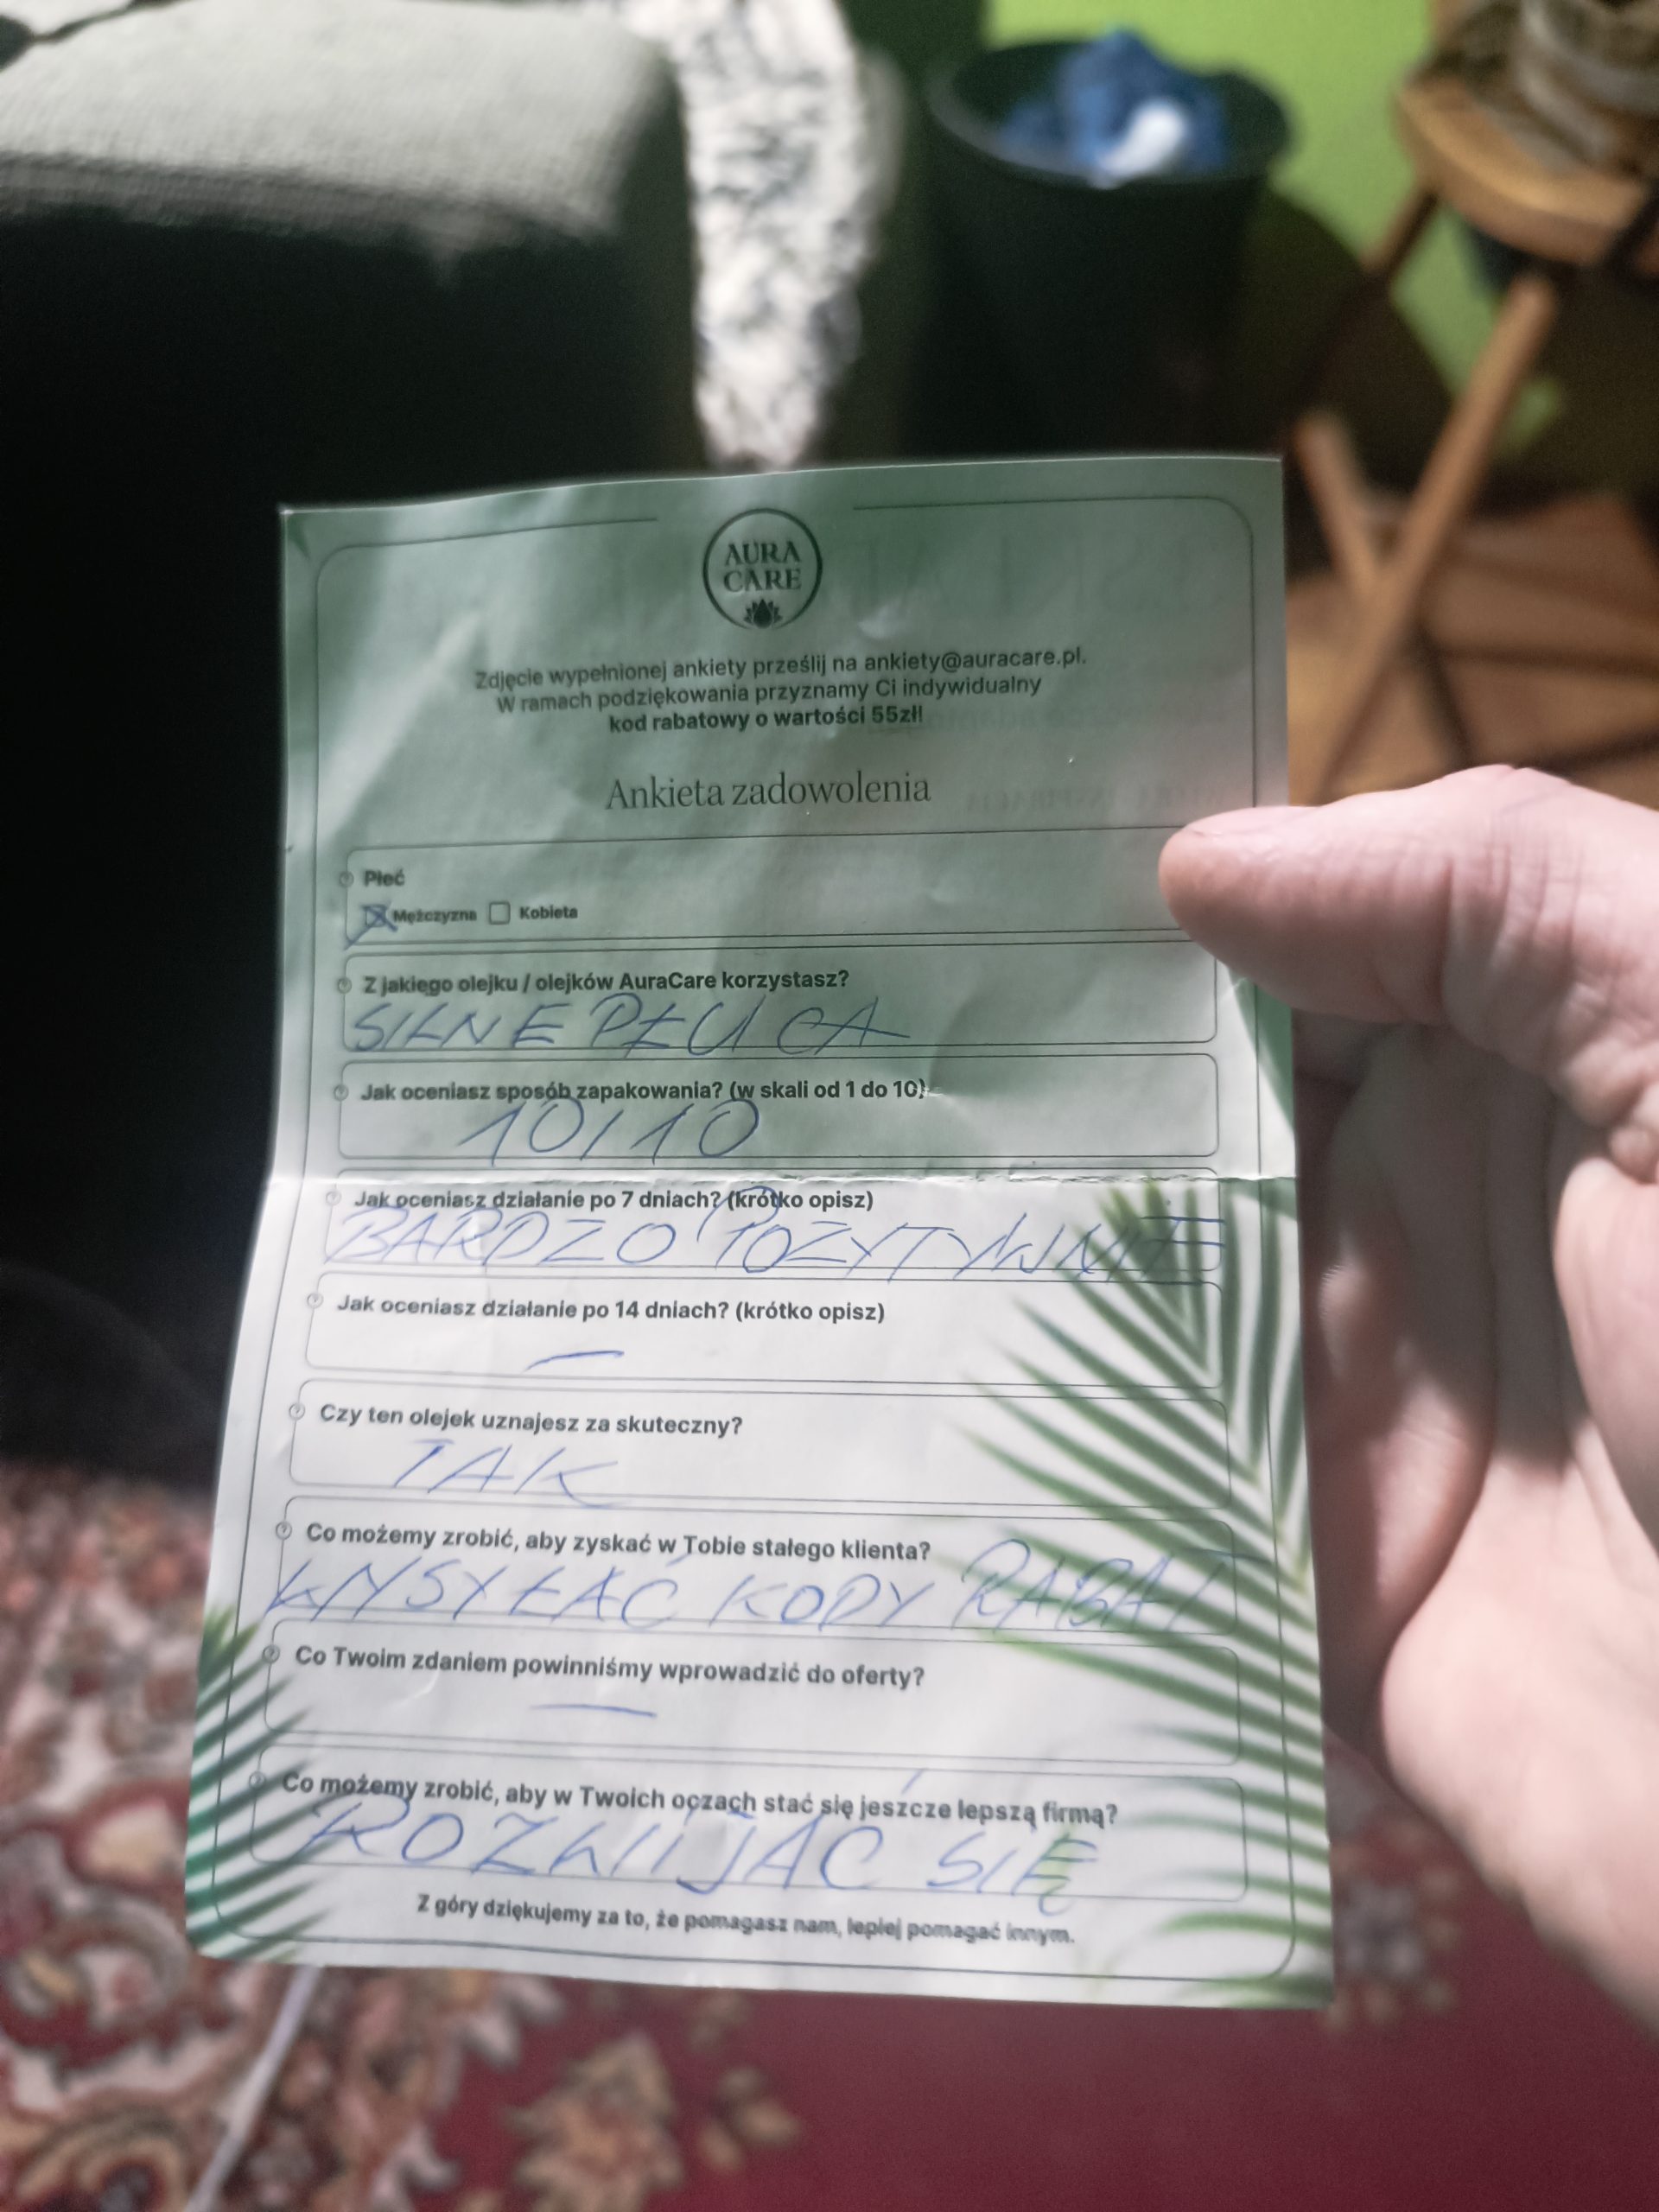 AURA
CARE
Zdjęcie wypełnionej ankiety prześlij na ankiety@auracare.pl.
W ramach podziękowania przyznamy Ci indywidualny
kod rabatowy o wartości 55zł!
Ankieta zadowolenia
Płeć
Mężczyzna Kobieta
Z jakiego olejku / olejków AuraCare korzystasz?
SILNE PŁUCA
Jak oceniasz sposób zapakowania? (w skali od 1 do 10)
10/10
Jak oceniasz działanie po 7 dniach? (krótko opisz)
BARDZO POZYTYWNIE
Jak oceniasz działanie po 14 dniach? (krótko opisz)
—
Czy ten olejek uznajesz za skuteczny?
TAK
Co możemy zrobić, aby zyskać w Tobie stałego klienta?
WYSYŁAĆ KODY RABAT
Co Twoim zdaniem powinniśmy wprowadzić do oferty?
—
Co możemy zrobić, aby w Twoich oczach stać się jeszcze lepszą firmą?
ROZWIJAĆ SIĘ
Z góry dziękujemy za to, że pomagasz nam, lepiej pomagać innym.